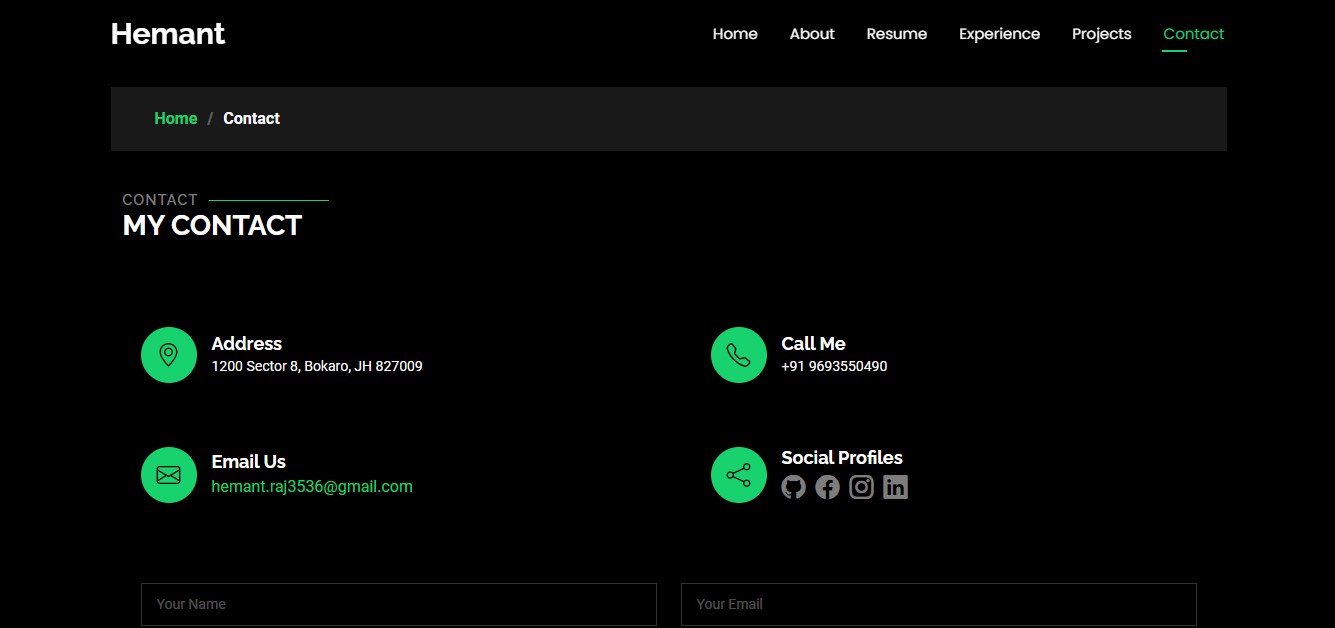 Hemant
Home About Resume Experience Projects Contact
Home / Contact
CONTACT
MY CONTACT
Address
1200 Sector 8, Bokaro, JH 827009
Call Me
+91 9693550490
Email Us
hemant.raj3536@gmail.com
Social Profiles
Your Name
Your Email